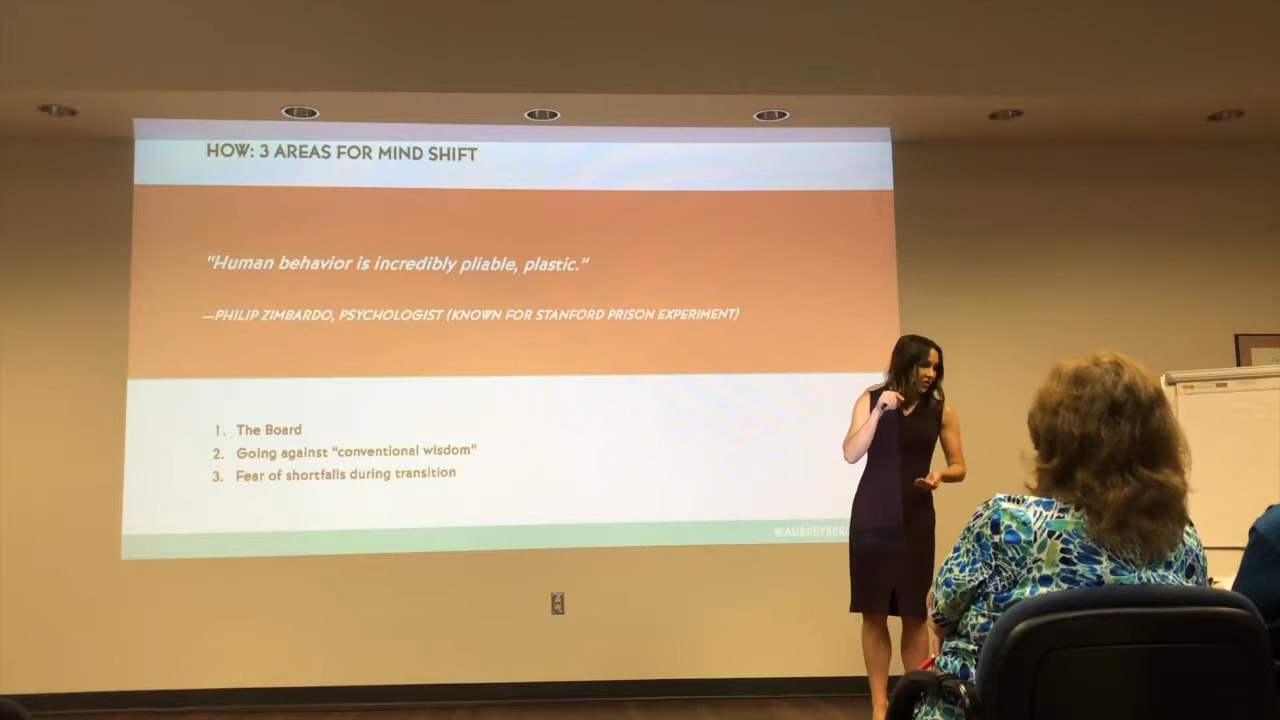 HOW: 3 AREAS FOR MIND SHIFT
"Human behavior is incredibly pliable, plastic."
—PHILIP ZIMBARDO, PSYCHOLOGIST (KNOWN FOR STANFORD PRISON EXPERIMENT)
1. The Board
2. Going against "conventional wisdom"
3. Fear of shortfalls during transition